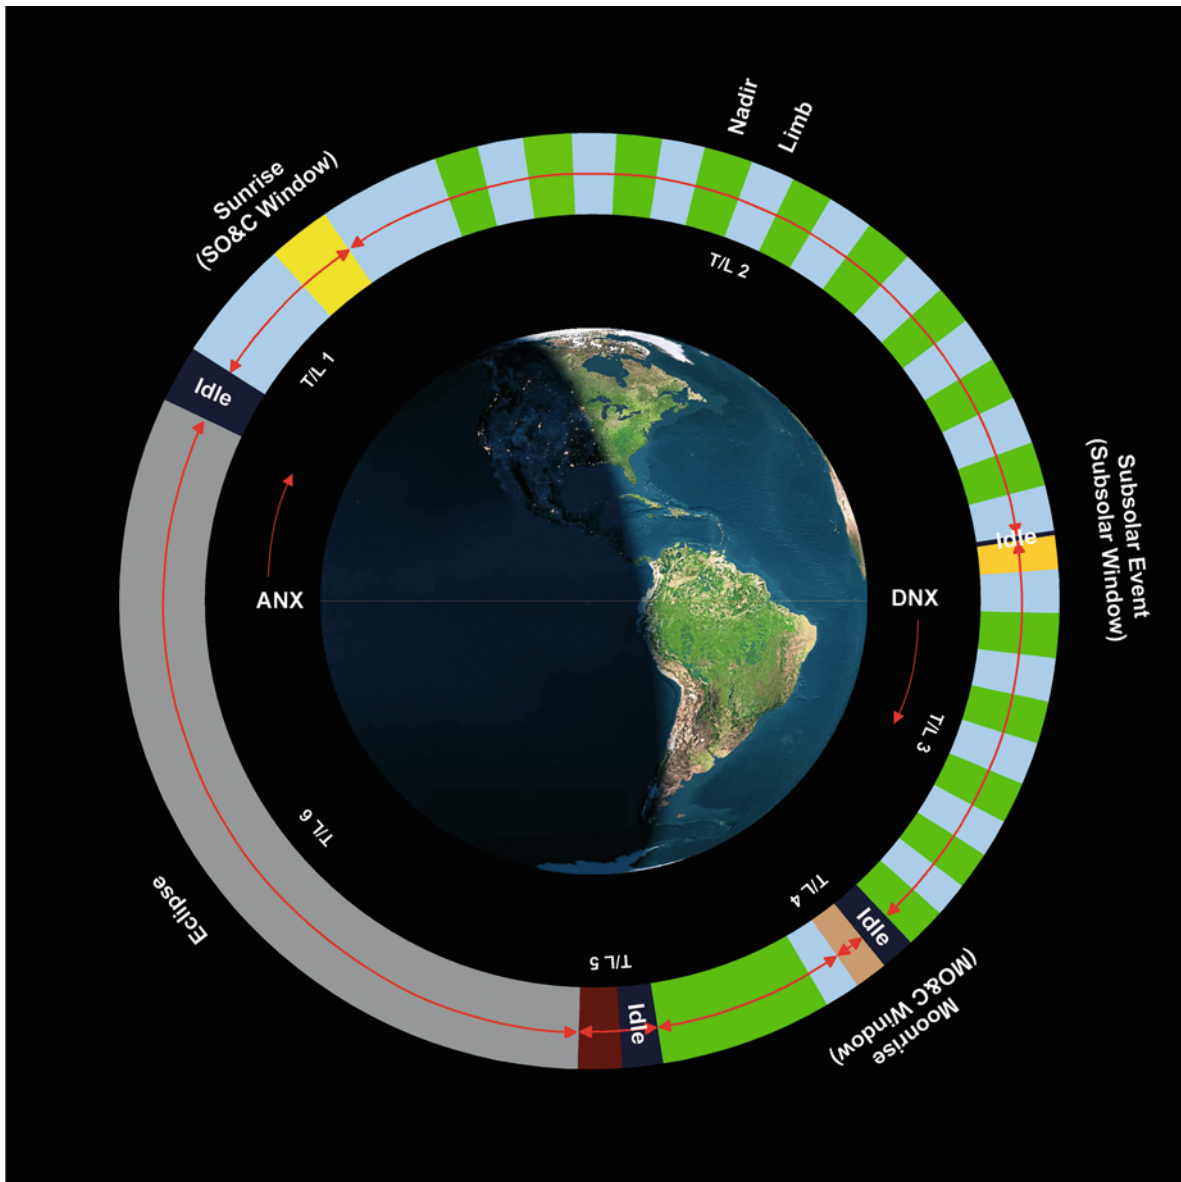 Nadir
Limb
Sunrise
(SO&C Window)
T/L 2
T/L 1
Idle
Subsolar Event
(Subsolar Window)
Idle
ANX
DNX
T/L 3
T/L 6
T/L 4
Idle
Eclipse
T/L 5
Idle
Moonrise
(MO&C Window)